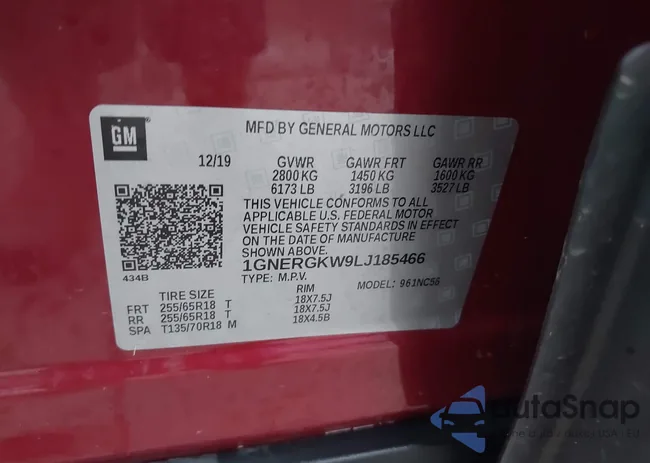 GM
MFD BY GENERAL MOTORS LLC
12/19 GVWR GAWR FRT GAWR RR
2800 KG 1450 KG 1600 KG
6173 LB 3196 LB 3527 LB
THIS VEHICLE CONFORMS TO ALL
APPLICABLE U.S. FEDERAL MOTOR
VEHICLE SAFETY STANDARDS IN EFFECT
ON THE DATE OF MANUFACTURE
SHOWN ABOVE.
1GNERGKW9LJ185466
434B TYPE: M.P.V. MODEL: 961NC56
TIRE SIZE RIM
FRT 255/65R18 T 18X7.5J
RR 255/65R18 T 18X7.5J
SPA T135/70R18 M 18X4.5B
autoSnap